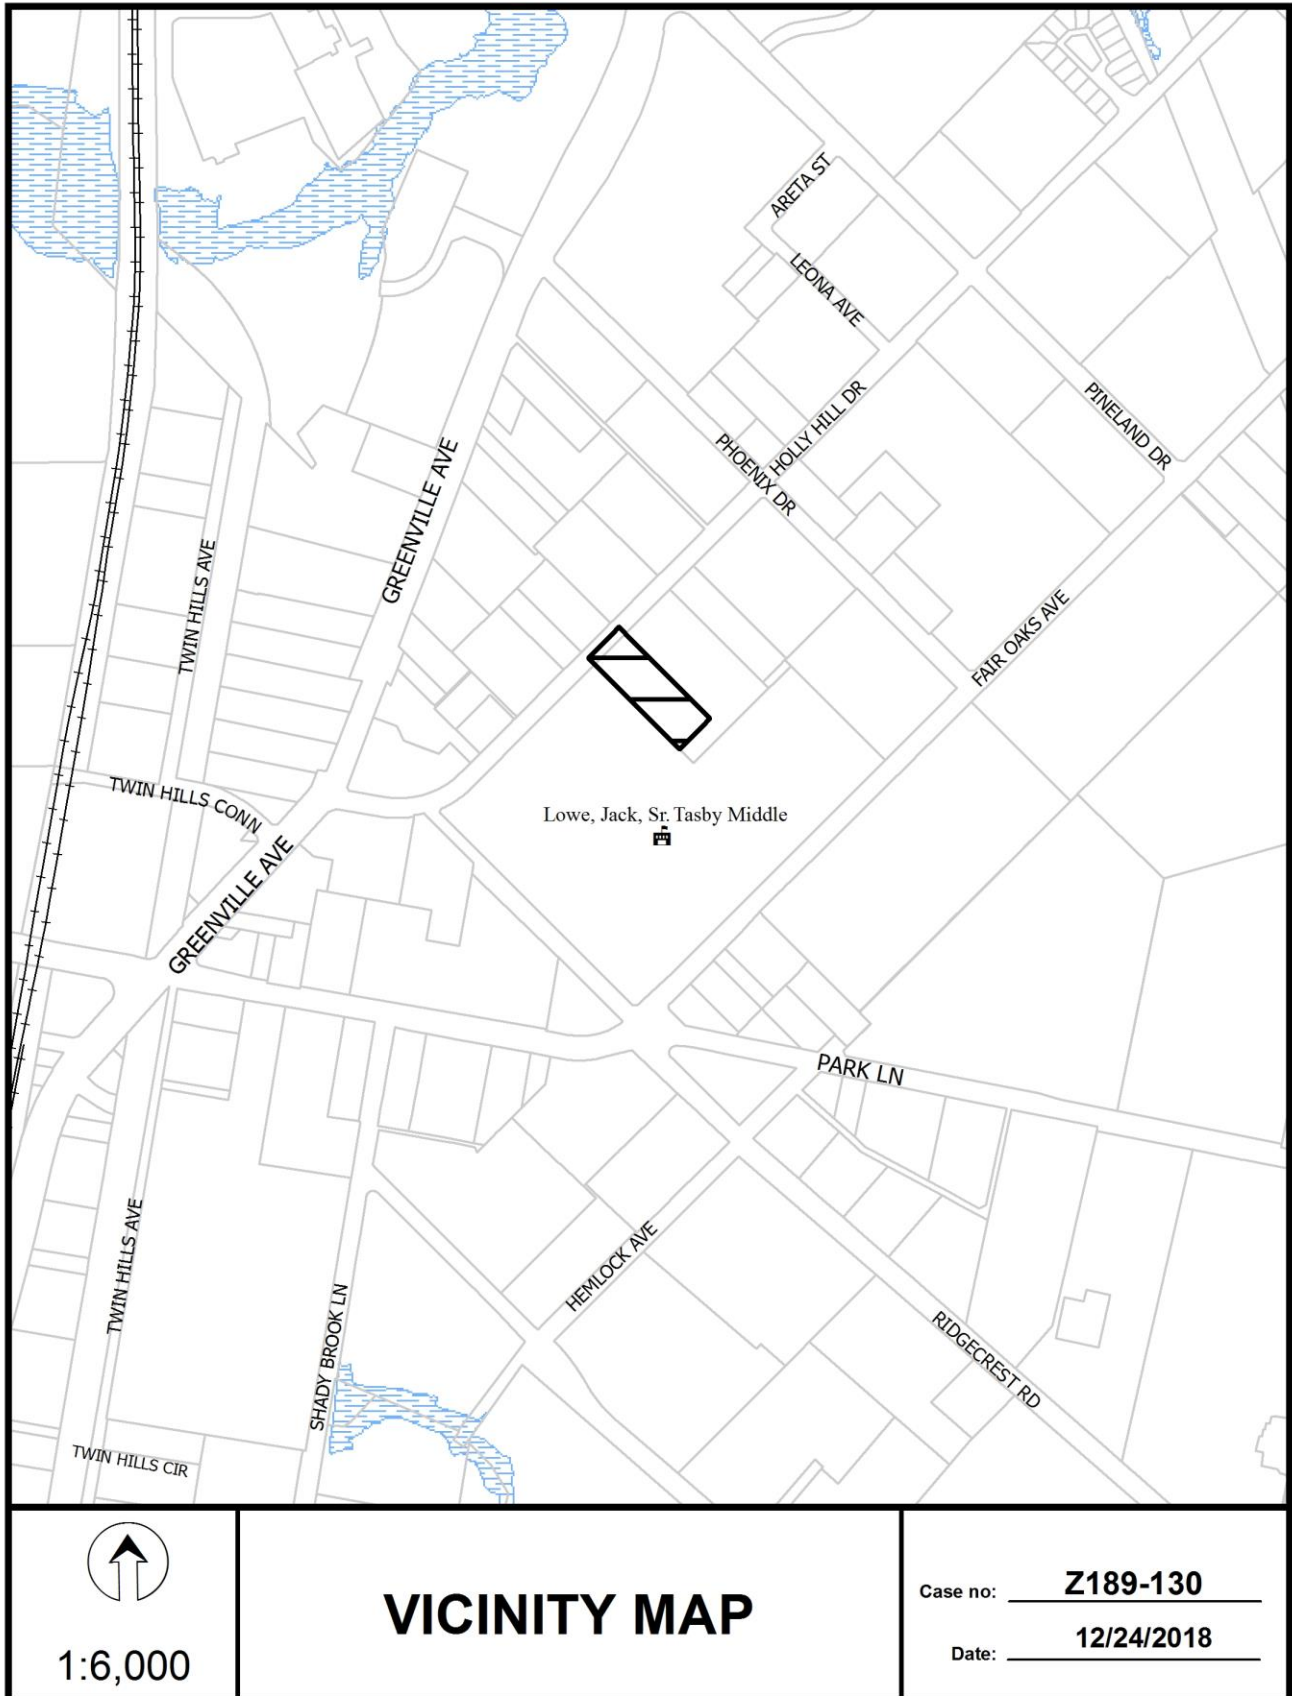 ARETA ST
LEONA AVE
PINELAND DR
HOLLY HILL DR
PHOENIX DR
GREENVILLE AVE
TWIN HILLS AVE
FAIR OAKS AVE
TWIN HILLS CONN
Lowe, Jack, Sr. Tasby Middle
GREENVILLE AVE
PARK LN
TWIN HILLS AVE
HEMLOCK AVE
SHADY BROOK LN
RIDGECREST RD
TWIN HILLS CIR
1:6,000
VICINITY MAP
Case no: Z189-130
Date: 12/24/2018